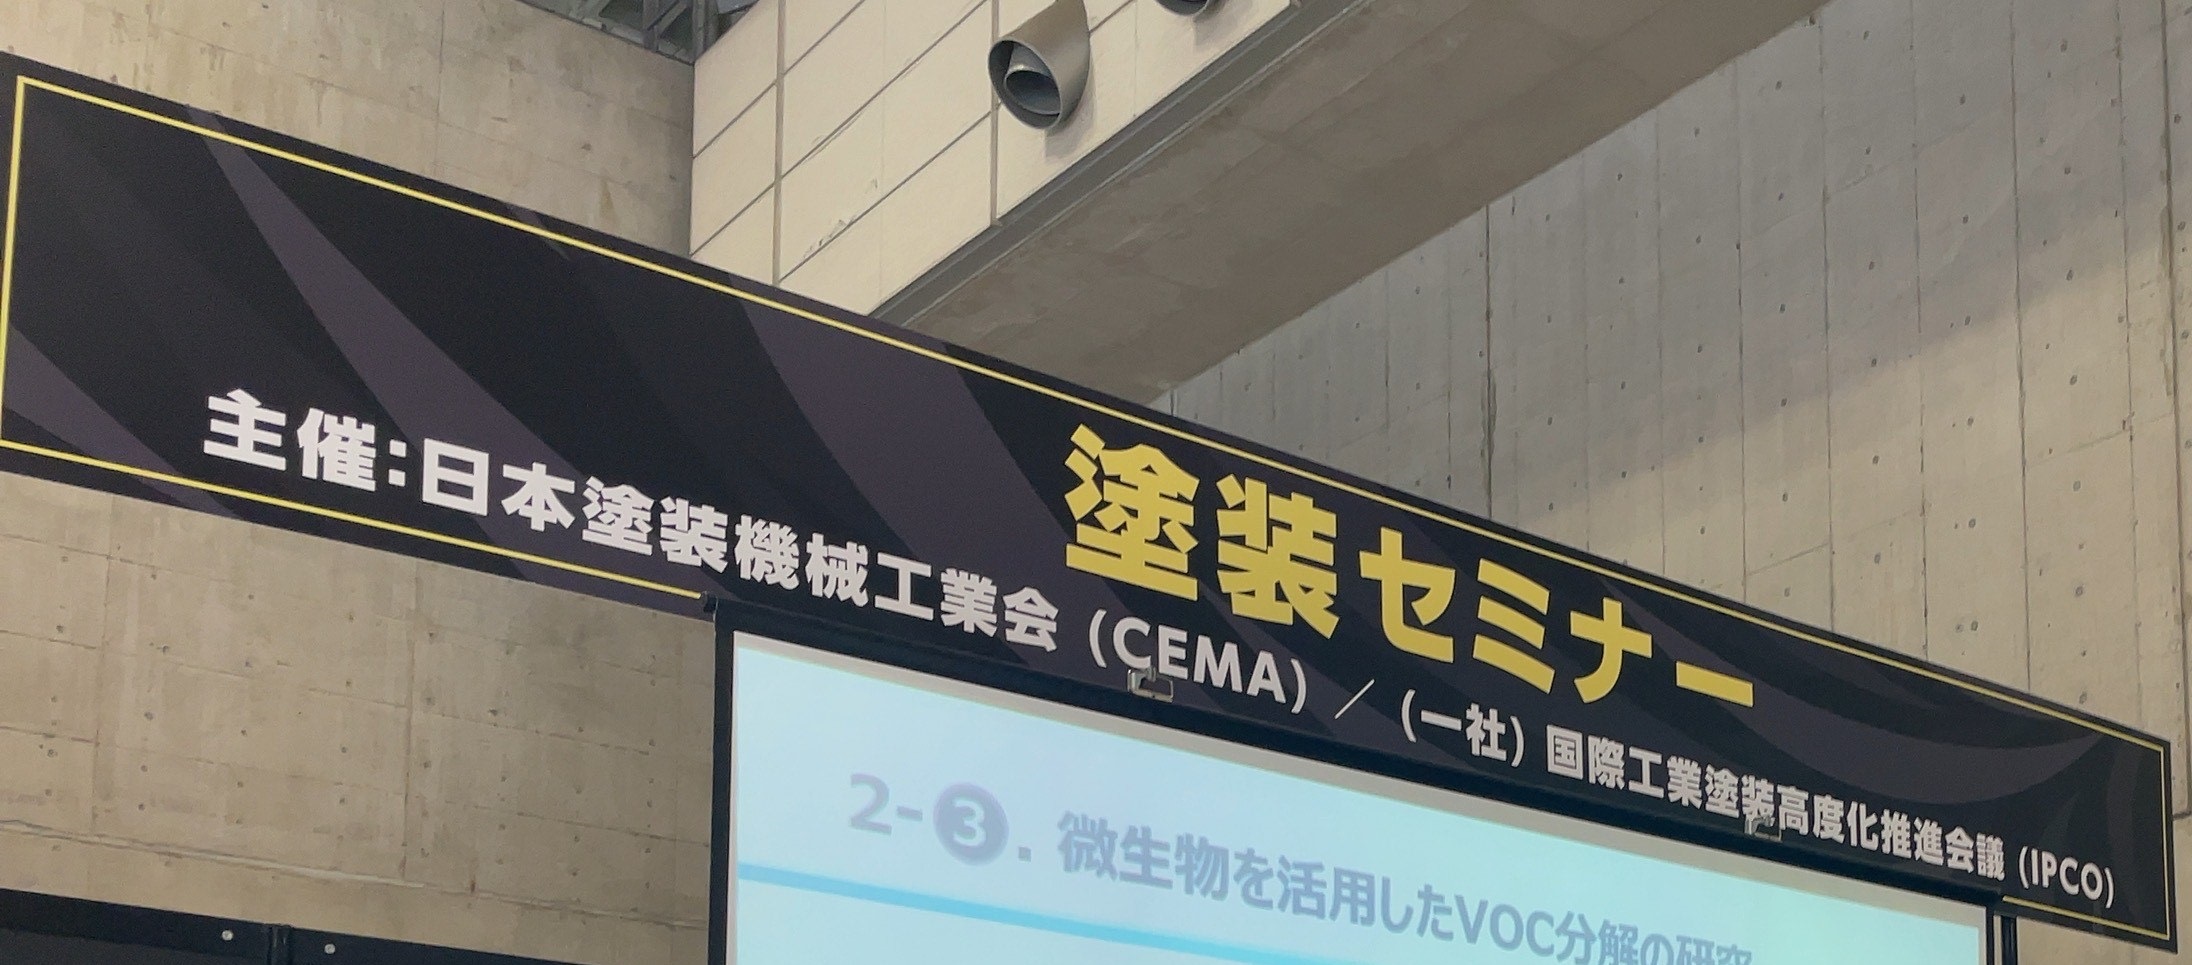 塗装セミナー
主催:日本塗装機械工業会（CEMA）／（一社）国際工業塗装高度化推進会議（IPCO）
2-❸. 微生物を活用したVOC分解の研究